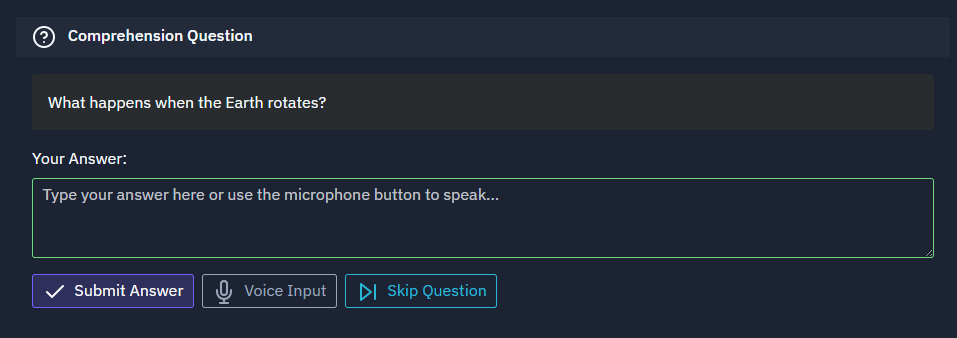 Comprehension Question
What happens when the Earth rotates?
Your Answer:
Type your answer here or use the microphone button to speak...
Submit Answer Voice Input Skip Question